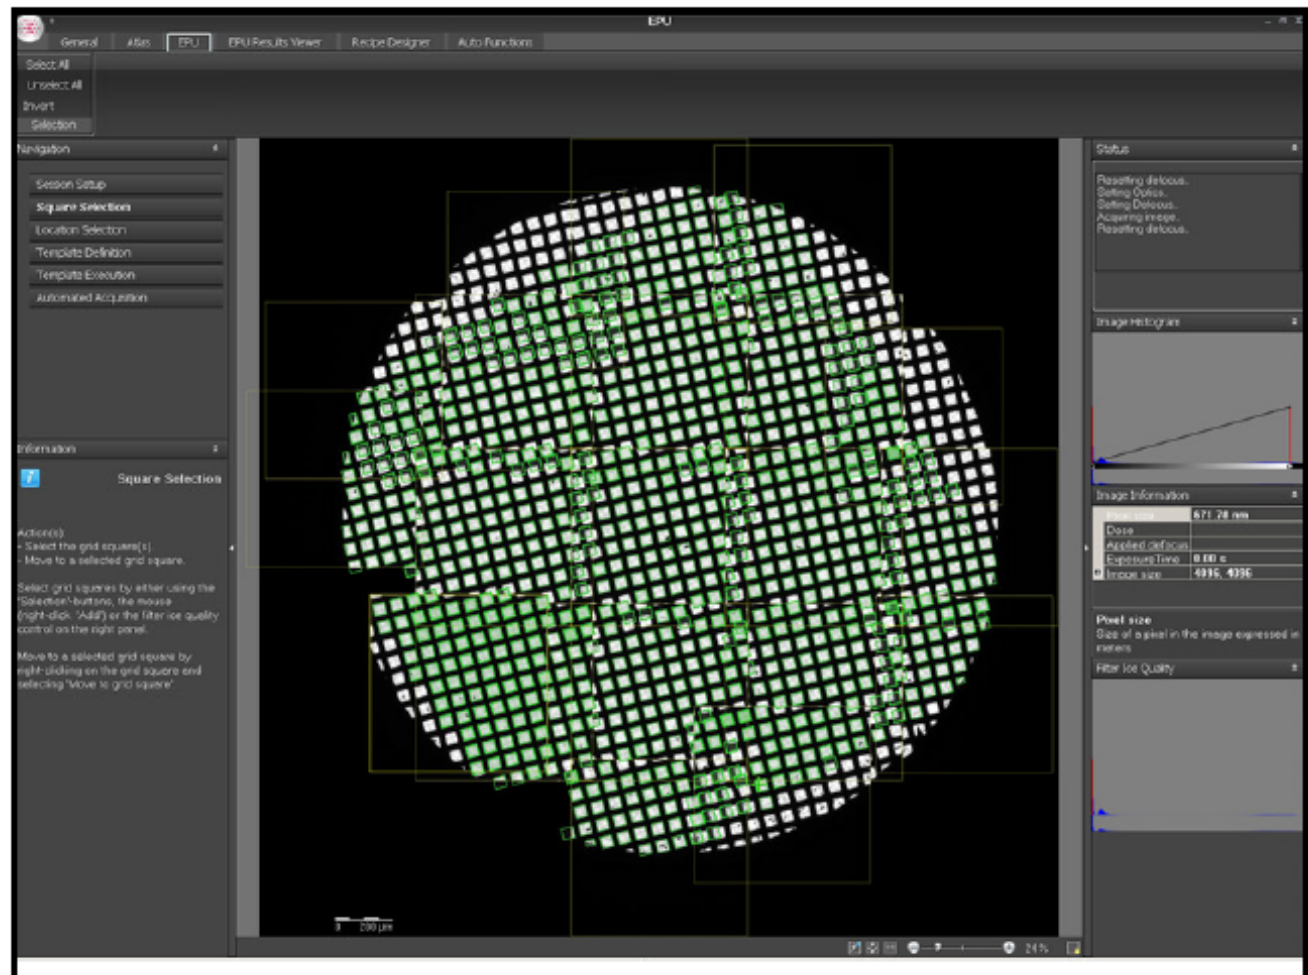 EPU
General Atlas EPU EPU Results Viewer Recipe Designer Auto Functions
Select All
Unselect All
Invert
Selection
Navigation
Session Setup
Square Selection
Location Selection
Template Definition
Template Execution
Automated Acquisition
Information
Square Selection
Action(s):
- Select the grid square(s)
- Move to a selected grid square.
Select grid squares by either using the
"Selection"-buttons, the mouse
(right-click "Add") or the filter ice quality
control on the right panel.
Move to a selected grid square by
right-clicking on the grid square and
selecting "Move to grid square"
0 200 µm
24%
Status
Resetting defocus.
Setting Optics.
Setting Defocus.
Acquiring image.
Resetting defocus.
Image Histogram
Image Information
Pixel size 671.78 nm
Dose
Applied defocus
Exposure Time 0.00 s
Image size 4096, 4096
Pixel size
Size of a pixel in the image expressed in
meters
Filter Ice Quality